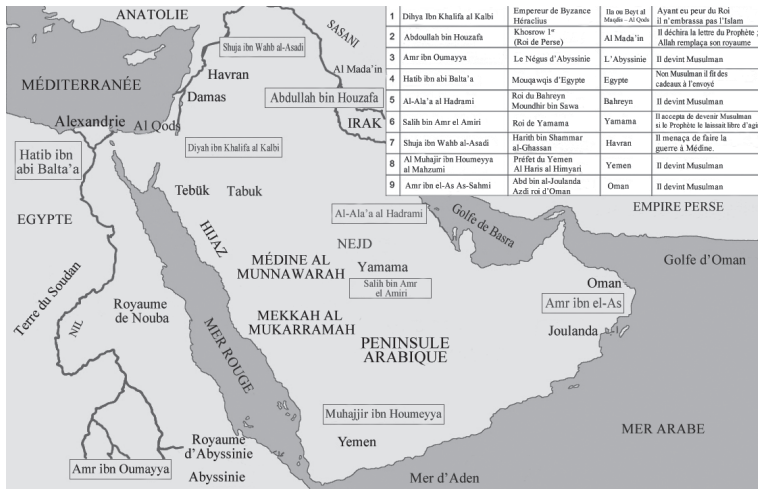 ANATOLIE
SASANI
Shuja ibn Wahb al-Asadi
MÉDITERRANÉE
Havran
Damas
Al Mada’in
Abdullah bin Houzafa
IRAK
Alexandrie
Al Qods
Hatib ibn
abi Balta’a
Diyah ibn Khalifa al Kalbi
Tebük
Tabuk
EGYPTE
HIJAZ
Al-Ala’a al Hadrami
Golfe de Basra
EMPIRE PERSE
Golfe d’Oman
NEJD
MÉDINE AL
MUNNAWARAH
Yamama
Salih bin Amr
el Amiri
Oman
Amr ibn el-As
Joulanda
Terre du Soudan
NIL
Royaume
de Nouba
MER ROUGE
MEKKAH AL
MUKARRAMAH
PENINSULE
ARABIQUE
Muhajjir ibn Houmeyya
Yemen
MER ARABE
Royaume
d’Abyssinie
Abyssinie
Amr ibn Oumayya
Mer d’Aden
1 Dihya Ibn Khalifa al Kalbi Empereur de Byzance Héraclius Ila ou Beyt al Maqdis – Al Qods Ayant eu peur du Roi il n’embrassa pas l’Islam
2 Abdoullah bin Houzafa Khosrow 1er (Roi de Perse) Al Mada’in Il déchira la lettre du Prophète ; Allah remplaça son royaume
3 Amr ibn Oumayya Le Négus d’Abyssinie L’Abyssinie Il devint Musulman
4 Hatib ibn abi Balta’a Mouqawqis d’Egypte Egypte Non Musulman il fit des cadeaux à l’envoyé
5 Al-Ala’a al Hadrami Roi du Bahreyn Moundhir bin Sawa Bahreyn Il devint Musulman
6 Salih bin Amr el Amiri Roi de Yamama Yamama Il accepta de devenir Musulman si le Prophète le laissait libre d’agir
7 Shuja ibn Wahb al-Asadi Harith bin Shammar al-Ghassan Havran Il menaça de faire la guerre à Médine.
8 Al Muhajir ibn Houmeyya al Mahzumi Préfet du Yemen Al Haris al Himyari Yemen Il devint Musulman
9 Amr ibn el-As As-Sahmi Abd bin al-Joulanda Azdi roi d’Oman Oman Il devint Musulman